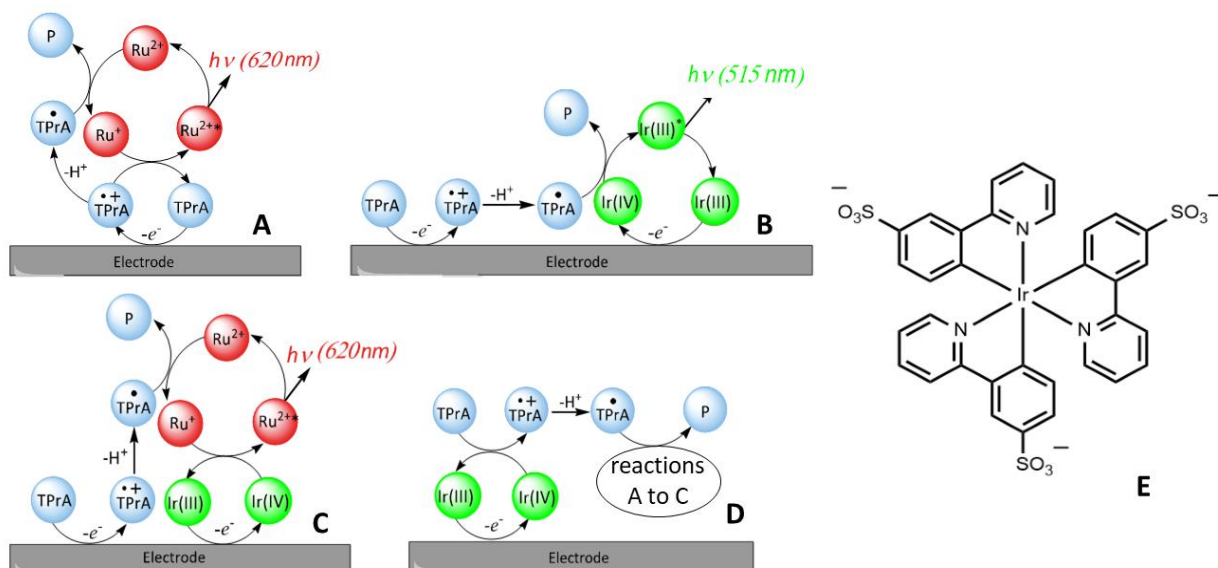 P
Ru2+
hν (620nm)
TPrA•
Ru+
Ru2+*
-H+
TPrA•+
TPrA
-e-
A
Electrode
hν (515 nm)
P
Ir(III)*
TPrA
TPrA•+
-H+
TPrA•
Ir(IV)
Ir(III)
-e-
-e-
B
Electrode
P
Ru2+
hν (620nm)
TPrA•
Ru+
Ru2+*
-H+
TPrA
TPrA•+
Ir(III)
Ir(IV)
-e-
-e-
C
Electrode
TPrA
TPrA•+
-H+
TPrA•
P
reactions
A to C
Ir(III)
Ir(IV)
-e-
D
Electrode
SO3−
SO3−
N
Ir
N
N
SO3−
E